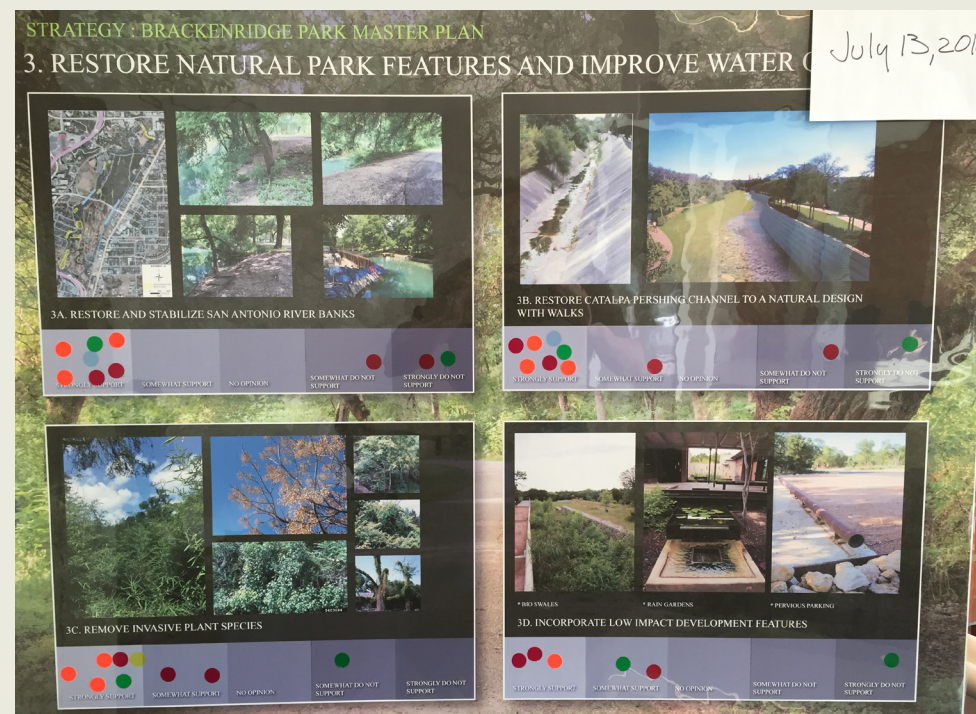 STRATEGY : BRACKENRIDGE PARK MASTER PLAN
July 13, 201
3. RESTORE NATURAL PARK FEATURES AND IMPROVE WATER
3A. RESTORE AND STABILIZE SAN ANTONIO RIVER BANKS
STRONGLY SUPPORT
SOMEWHAT SUPPORT
NO OPINION
SOMEWHAT DO NOT
SUPPORT
STRONGLY DO NOT
SUPPORT
3B. RESTORE CATALPA PERSHING CHANNEL TO A NATURAL DESIGN
WITH WALKS
STRONGLY SUPPORT
SOMEWHAT SUPPORT
NO OPINION
SOMEWHAT DO NOT
SUPPORT
STRONGLY DO NOT
SUPPORT
3C. REMOVE INVASIVE PLANT SPECIES
STRONGLY SUPPORT
SOMEWHAT SUPPORT
NO OPINION
SOMEWHAT DO NOT
SUPPORT
STRONGLY DO NOT
SUPPORT
* BIO SWALES
* RAIN GARDENS
* PERVIOUS PARKING
3D. INCORPORATE LOW IMPACT DEVELOPMENT FEATURES
STRONGLY SUPPORT
SOMEWHAT SUPPORT
NO OPINION
SOMEWHAT DO NOT
SUPPORT
STRONGLY DO NOT
SUPPORT